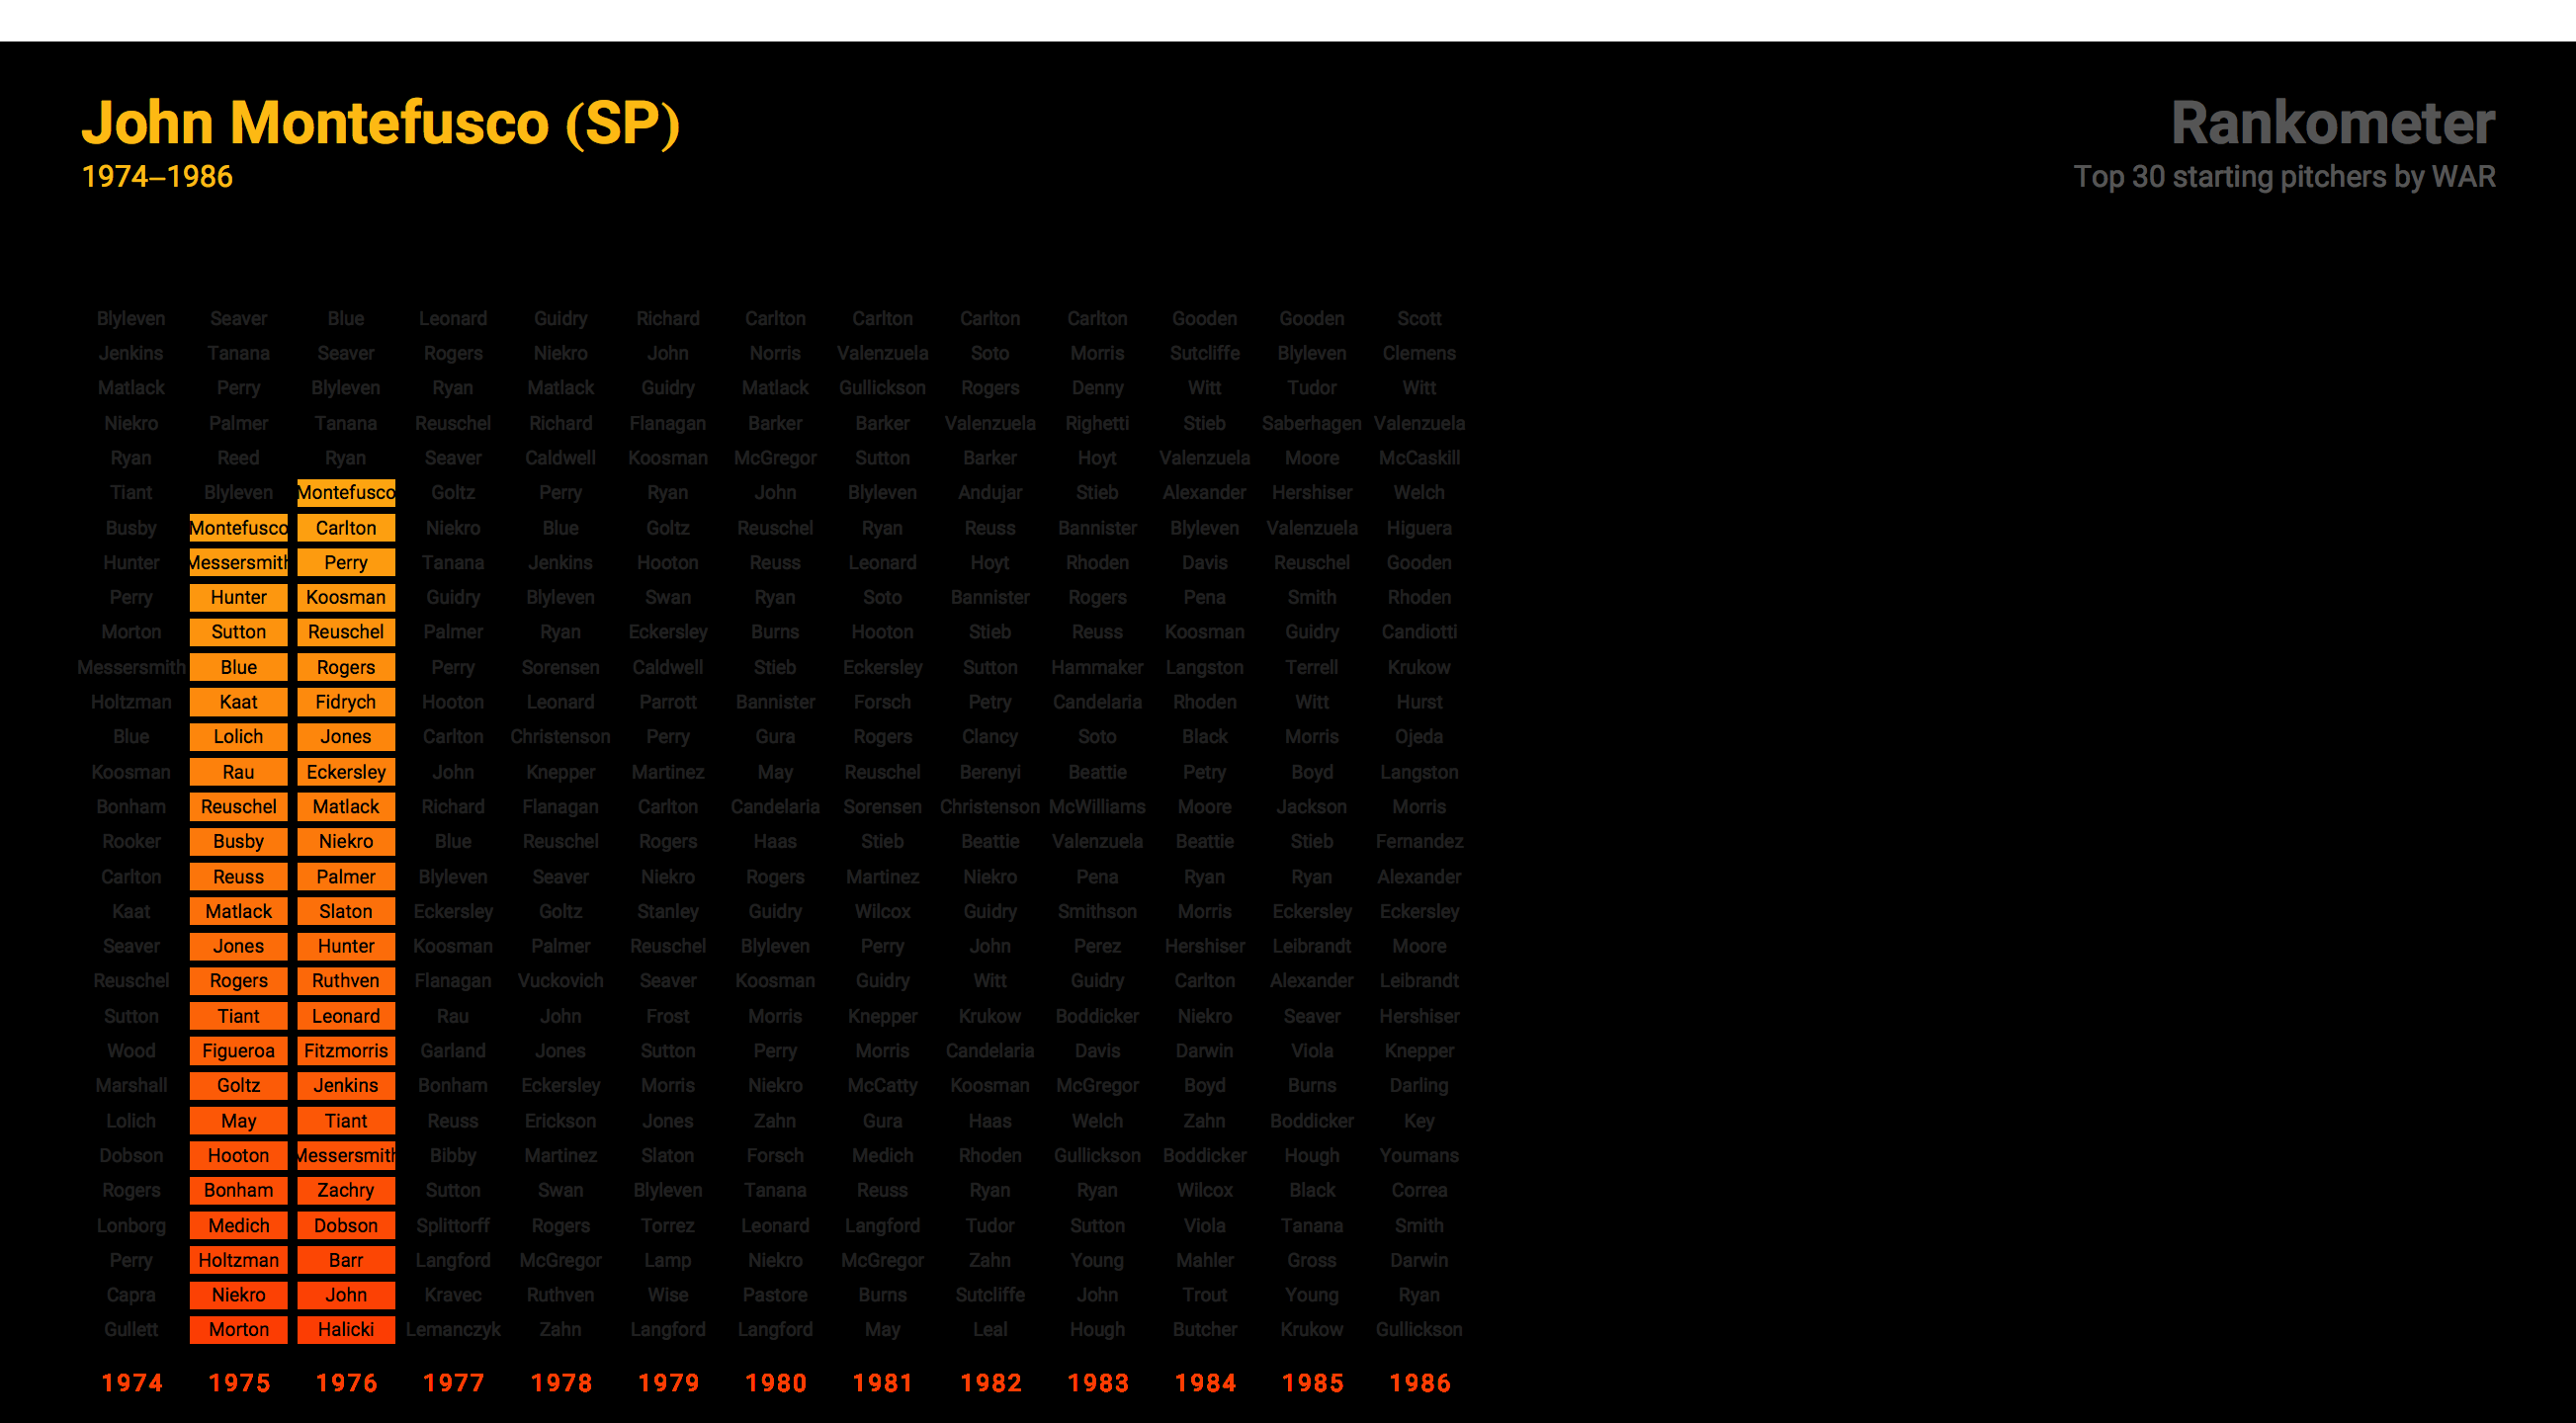 John Montefusco (SP)
1974–1986
Rankometer
Top 30 starting pitchers by WAR
Blyleven Seaver Blue Leonard Guidry Richard Carlton Carlton Carlton Carlton Gooden Gooden Scott
Jenkins Tanana Seaver Rogers Niekro John Norris Valenzuela Soto Morris Sutcliffe Blyleven Clemens
Matlack Perry Blyleven Ryan Matlack Guidry Matlack Gullickson Rogers Denny Witt Tudor Witt
Niekro Palmer Tanana Reuschel Richard Flanagan Barker Barker Valenzuela Righetti Stieb Saberhagen Valenzuela
Ryan Reed Ryan Seaver Caldwell Koosman McGregor Sutton Barker Hoyt Valenzuela Moore McCaskill
Tiant Blyleven Montefusco Goltz Perry Ryan John Blyleven Andujar Stieb Alexander Hershiser Welch
Busby Montefusco Carlton Niekro Blue Goltz Reuschel Ryan Reuss Bannister Blyleven Valenzuela Higuera
Hunter Messersmith Perry Tanana Jenkins Hooton Reuss Leonard Hoyt Rhoden Davis Reuschel Gooden
Perry Hunter Koosman Guidry Blyleven Swan Ryan Soto Bannister Rogers Pena Smith Rhoden
Morton Sutton Reuschel Palmer Ryan Eckersley Burns Hooton Stieb Reuss Koosman Guidry Candiotti
Messersmith Blue Rogers Perry Sorensen Caldwell Stieb Eckersley Sutton Hammaker Langston Terrell Krukow
Holtzman Kaat Fidrych Hooton Leonard Parrott Bannister Forsch Petry Candelaria Rhoden Witt Hurst
Blue Lolich Jones Carlton Christenson Perry Gura Rogers Clancy Soto Black Morris Ojeda
Koosman Rau Eckersley John Knepper Martinez May Reuschel Berenyi Beattie Petry Boyd Langston
Bonham Reuschel Matlack Richard Flanagan Carlton Candelaria Sorensen Christenson McWilliams Moore Jackson Morris
Rooker Busby Niekro Blue Reuschel Rogers Haas Stieb Beattie Valenzuela Beattie Stieb Fernandez
Carlton Reuss Palmer Blyleven Seaver Niekro Rogers Martinez Niekro Pena Ryan Ryan Alexander
Kaat Matlack Slaton Eckersley Goltz Stanley Guidry Wilcox Guidry Smithson Morris Eckersley Eckersley
Seaver Jones Hunter Koosman Palmer Reuschel Blyleven Perry John Perez Hershiser Leibrandt Moore
Reuschel Rogers Ruthven Flanagan Vuckovich Seaver Koosman Guidry Witt Guidry Carlton Alexander Leibrandt
Sutton Tiant Leonard Rau John Frost Morris Knepper Krukow Boddicker Niekro Seaver Hershiser
Wood Figueroa Fitzmorris Garland Jones Sutton Perry Morris Candelaria Davis Darwin Viola Knepper
Marshall Goltz Jenkins Bonham Eckersley Morris Niekro McCatty Koosman McGregor Boyd Burns Darling
Lolich May Tiant Reuss Erickson Jones Zahn Gura Haas Welch Zahn Boddicker Key
Dobson Hooton Messersmith Bibby Martinez Slaton Forsch Medich Rhoden Gullickson Boddicker Hough Youmans
Rogers Bonham Zachry Sutton Swan Blyleven Tanana Reuss Ryan Ryan Wilcox Black Correa
Lonborg Medich Dobson Splittorff Rogers Torrez Leonard Langford Tudor Sutton Viola Tanana Smith
Perry Holtzman Barr Langford McGregor Lamp Niekro McGregor Zahn Young Mahler Gross Darwin
Capra Niekro John Kravec Ruthven Wise Pastore Burns Sutcliffe John Trout Young Ryan
Gullett Morton Halicki Lemanczyk Zahn Langford Langford May Leal Hough Butcher Krukow Gullickson
1974 1975 1976 1977 1978 1979 1980 1981 1982 1983 1984 1985 1986